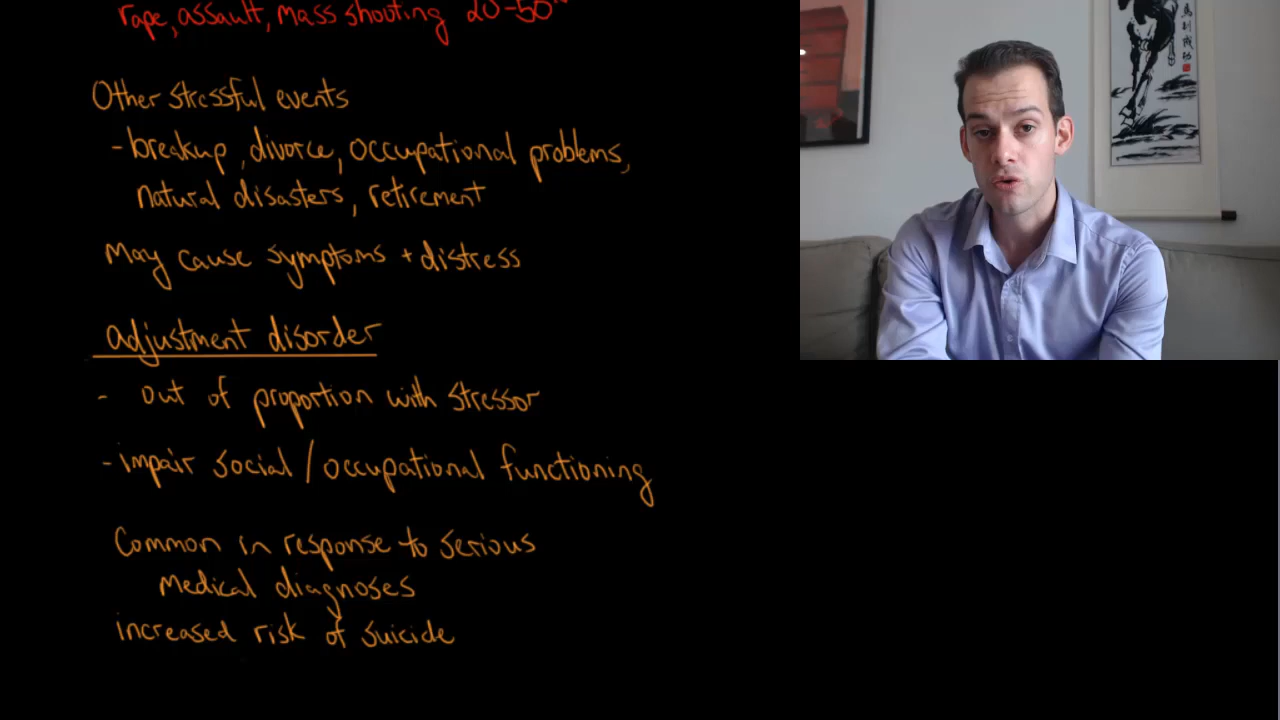 rape, assault, mass shooting 20-50%
Other stressful events
- breakup, divorce, occupational problems,
natural disasters, retirement
May cause symptoms + distress
adjustment disorder
- out of proportion with stressor
- impair social / occupational functioning
Common in response to serious
medical diagnoses
increased risk of suicide